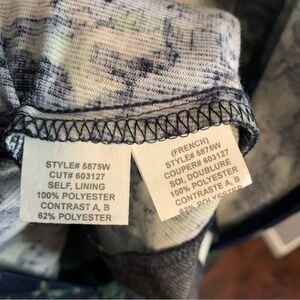 STYLE# 5875W
CUT# 603127
SELF, LINING
100% POLYESTER
CONTRAST A, B
62% POLYESTER
(FRENCH)
STYLE# 5875W
COUPER# 603127
SOI, DOUBLURE
100% POLYESTER
CONTRAST A, B